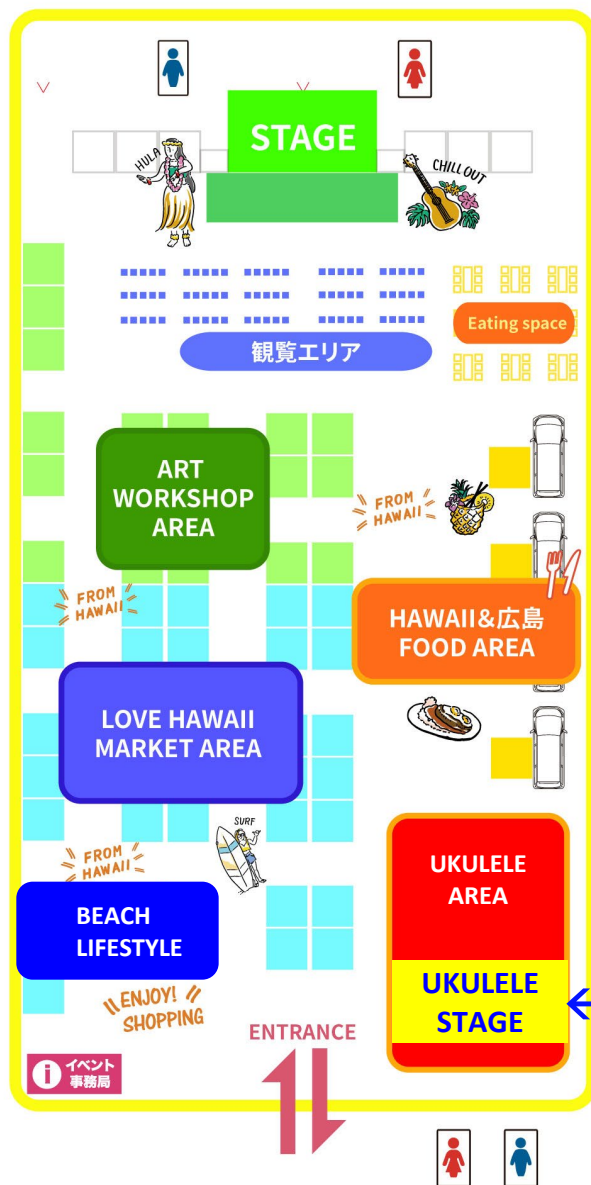 STAGE
HULA
CHILL OUT
観覧エリア
Eating space
ART
WORKSHOP
AREA
FROM
HAWAII
FROM
HAWAII
HAWAII&広島
FOOD AREA
LOVE HAWAII
MARKET AREA
SURF
FROM
HAWAII
UKULELE
AREA
BEACH
LIFESTYLE
UKULELE
STAGE
ENJOY!
SHOPPING
ENTRANCE
i イベント
事務局